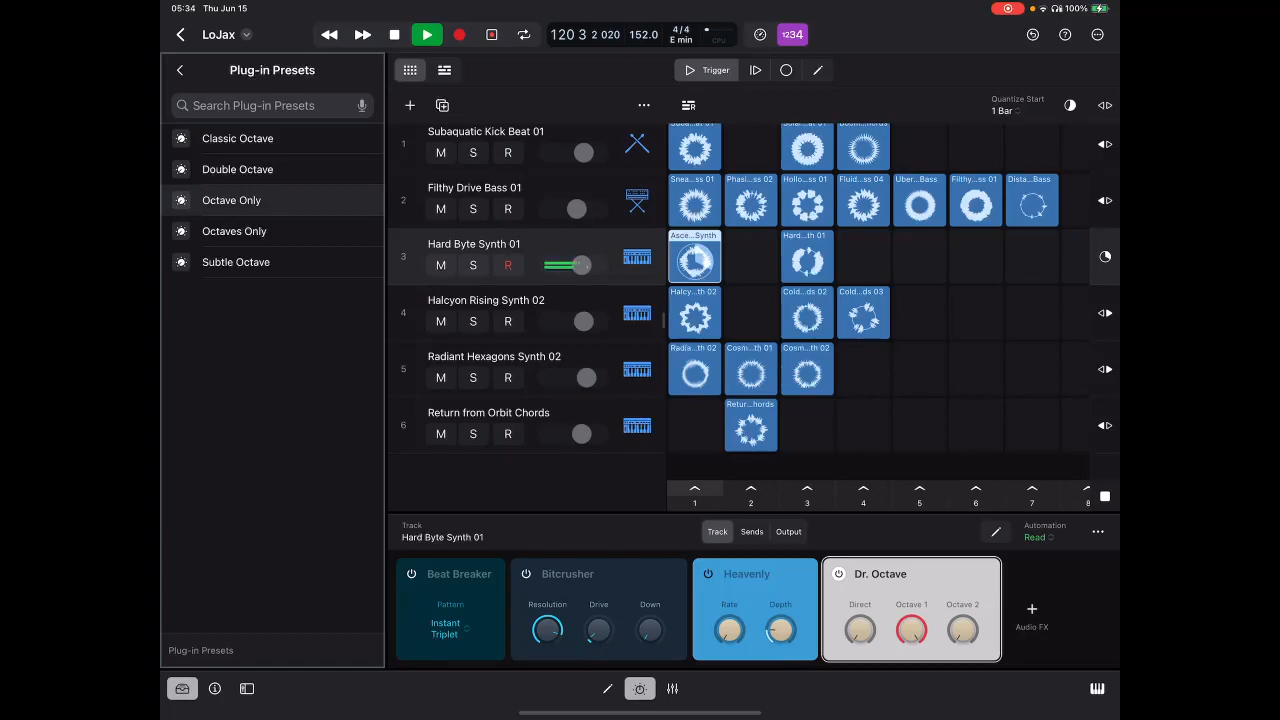 05:34 Thu Jun 15
100%
LoJax
120 3 2 020
152.0
4/4
E min
CPU
1234
Plug-in Presets
Search Plug-in Presets
Classic Octave
Double Octave
Octave Only
Octaves Only
Subtle Octave
Plug-in Presets
Trigger
Quantize Start
1 Bar
1
Subaquatic Kick Beat 01
M S R
2
Filthy Drive Bass 01
M S R
Snea…ss 01
Phasi…ss 02
Hollo…ss 01
Fluid…ss 04
Uber…Bass
Filthy…ss 01
Dista…Bass
3
Hard Byte Synth 01
M S R
Asce…Synth
Hard…th 01
4
Halcyon Rising Synth 02
M S R
Halcy…th 02
Cold…ds 02
Cold…ds 03
5
Radiant Hexagons Synth 02
M S R
Radia…th 02
Cosm…th 01
Cosm…th 02
6
Return from Orbit Chords
M S R
Retur…hords
1 2 3 4 5 6 7 8
Track
Hard Byte Synth 01
Track Sends Output
Automation
Read
Beat Breaker
Pattern
Instant
Triplet
Bitcrusher
Resolution Drive Down
Heavenly
Rate Depth
Dr. Octave
Direct Octave 1 Octave 2
Audio FX